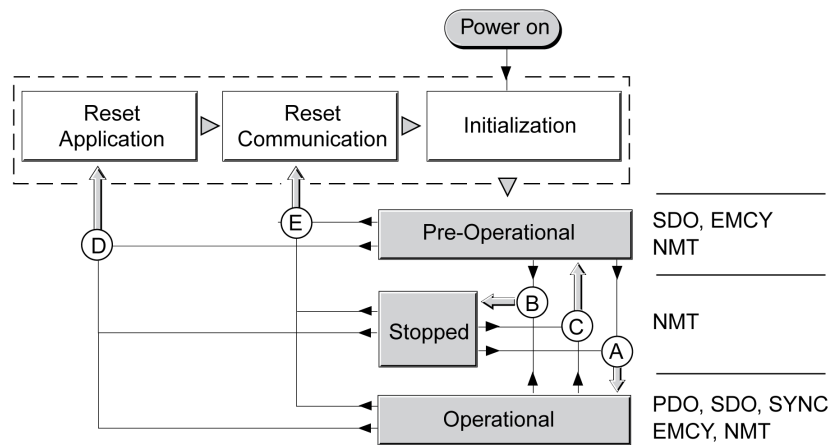 Power on
Reset
Application
Reset
Communication
Initialization
D
E
Pre-Operational
SDO, EMCY
NMT
B
C
A
Stopped
NMT
Operational
PDO, SDO, SYNC
EMCY, NMT